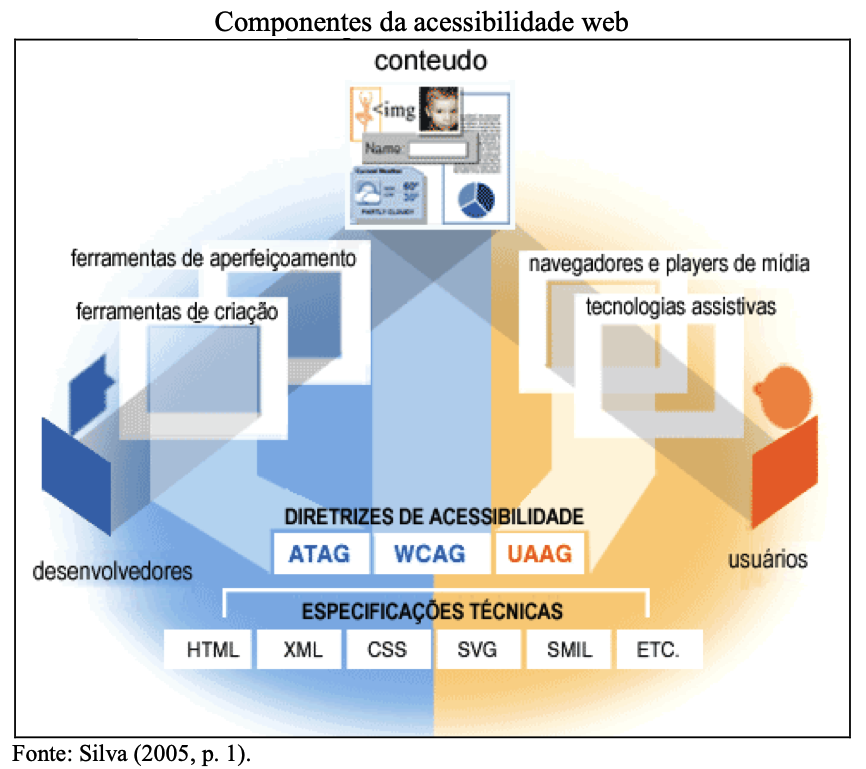 Componentes da acessibilidade web
conteudo
<img
Name:
Current Weather
60°
30°
PARTLY CLOUDY
ferramentas de aperfeiçoamento
ferramentas de criação
navegadores e players de mídia
tecnologias assistivas
desenvolvedores
usuários
DIRETRIZES DE ACESSIBILIDADE
ATAG WCAG UAAG
ESPECIFICAÇÕES TÉCNICAS
HTML XML CSS SVG SMIL ETC.
Fonte: Silva (2005, p. 1).